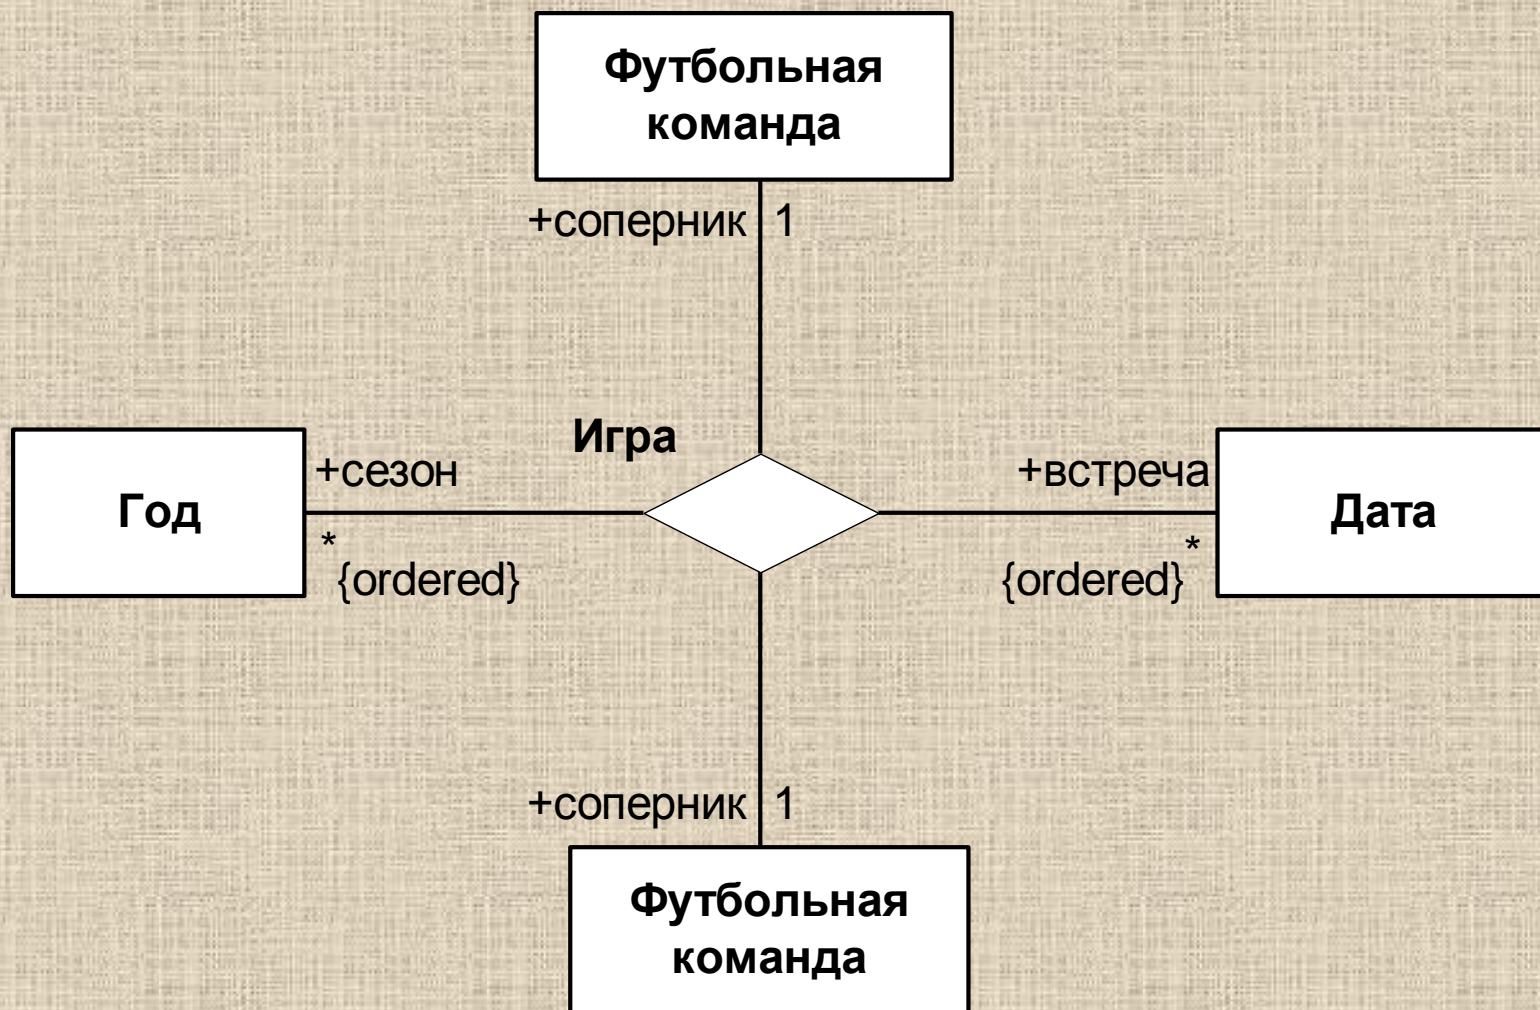 Футбольная
команда
+соперник 1
Игра
+сезон
+встреча
Год
Дата
*
*
{ordered}
{ordered}
+соперник 1
Футбольная
команда